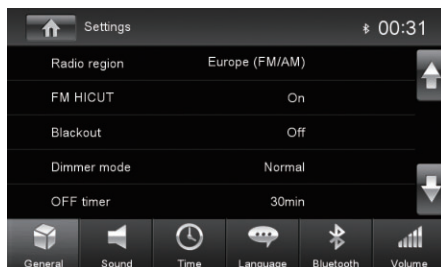 Settings 00:31
Radio region Europe (FM/AM)
FM HICUT On
Blackout Off
Dimmer mode Normal
OFF timer 30min
General Sound Time Language Bluetooth Volume